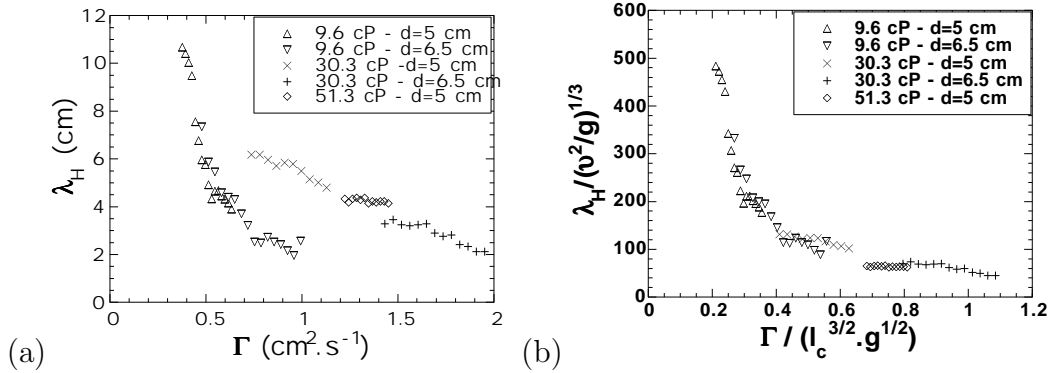 (a)
12
10
8
6
4
2
0
λ_H (cm)
9.6 cP - d=5 cm
9.6 cP - d=6.5 cm
30.3 cP -d=5 cm
30.3 cP - d=6.5 cm
51.3 cP - d=5 cm
0 0.5 1 1.5 2
Γ (cm².s⁻¹)
(b)
600
500
400
300
200
100
0
λ_H/(υ²/g)^1/3
9.6 cP - d=5 cm
9.6 cP - d=6.5 cm
30.3 cP - d=5 cm
30.3 cP - d=6.5 cm
51.3 cP - d=5 cm
0 0.2 0.4 0.6 0.8 1 1.2
Γ / (l_c^3/2.g^1/2)